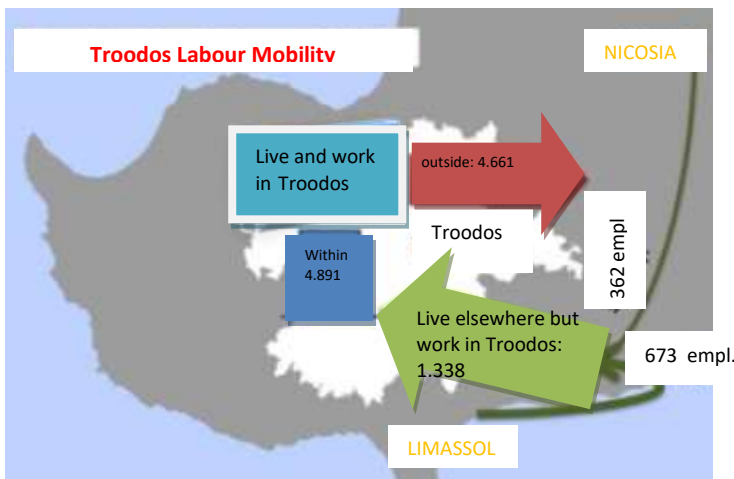 Troodos Labour Mobility
NICOSIA
Live and work
in Troodos
outside: 4.661
Troodos
Within
4.891
362 empl
Live elsewhere but
work in Troodos:
1.338
673 empl.
LIMASSOL